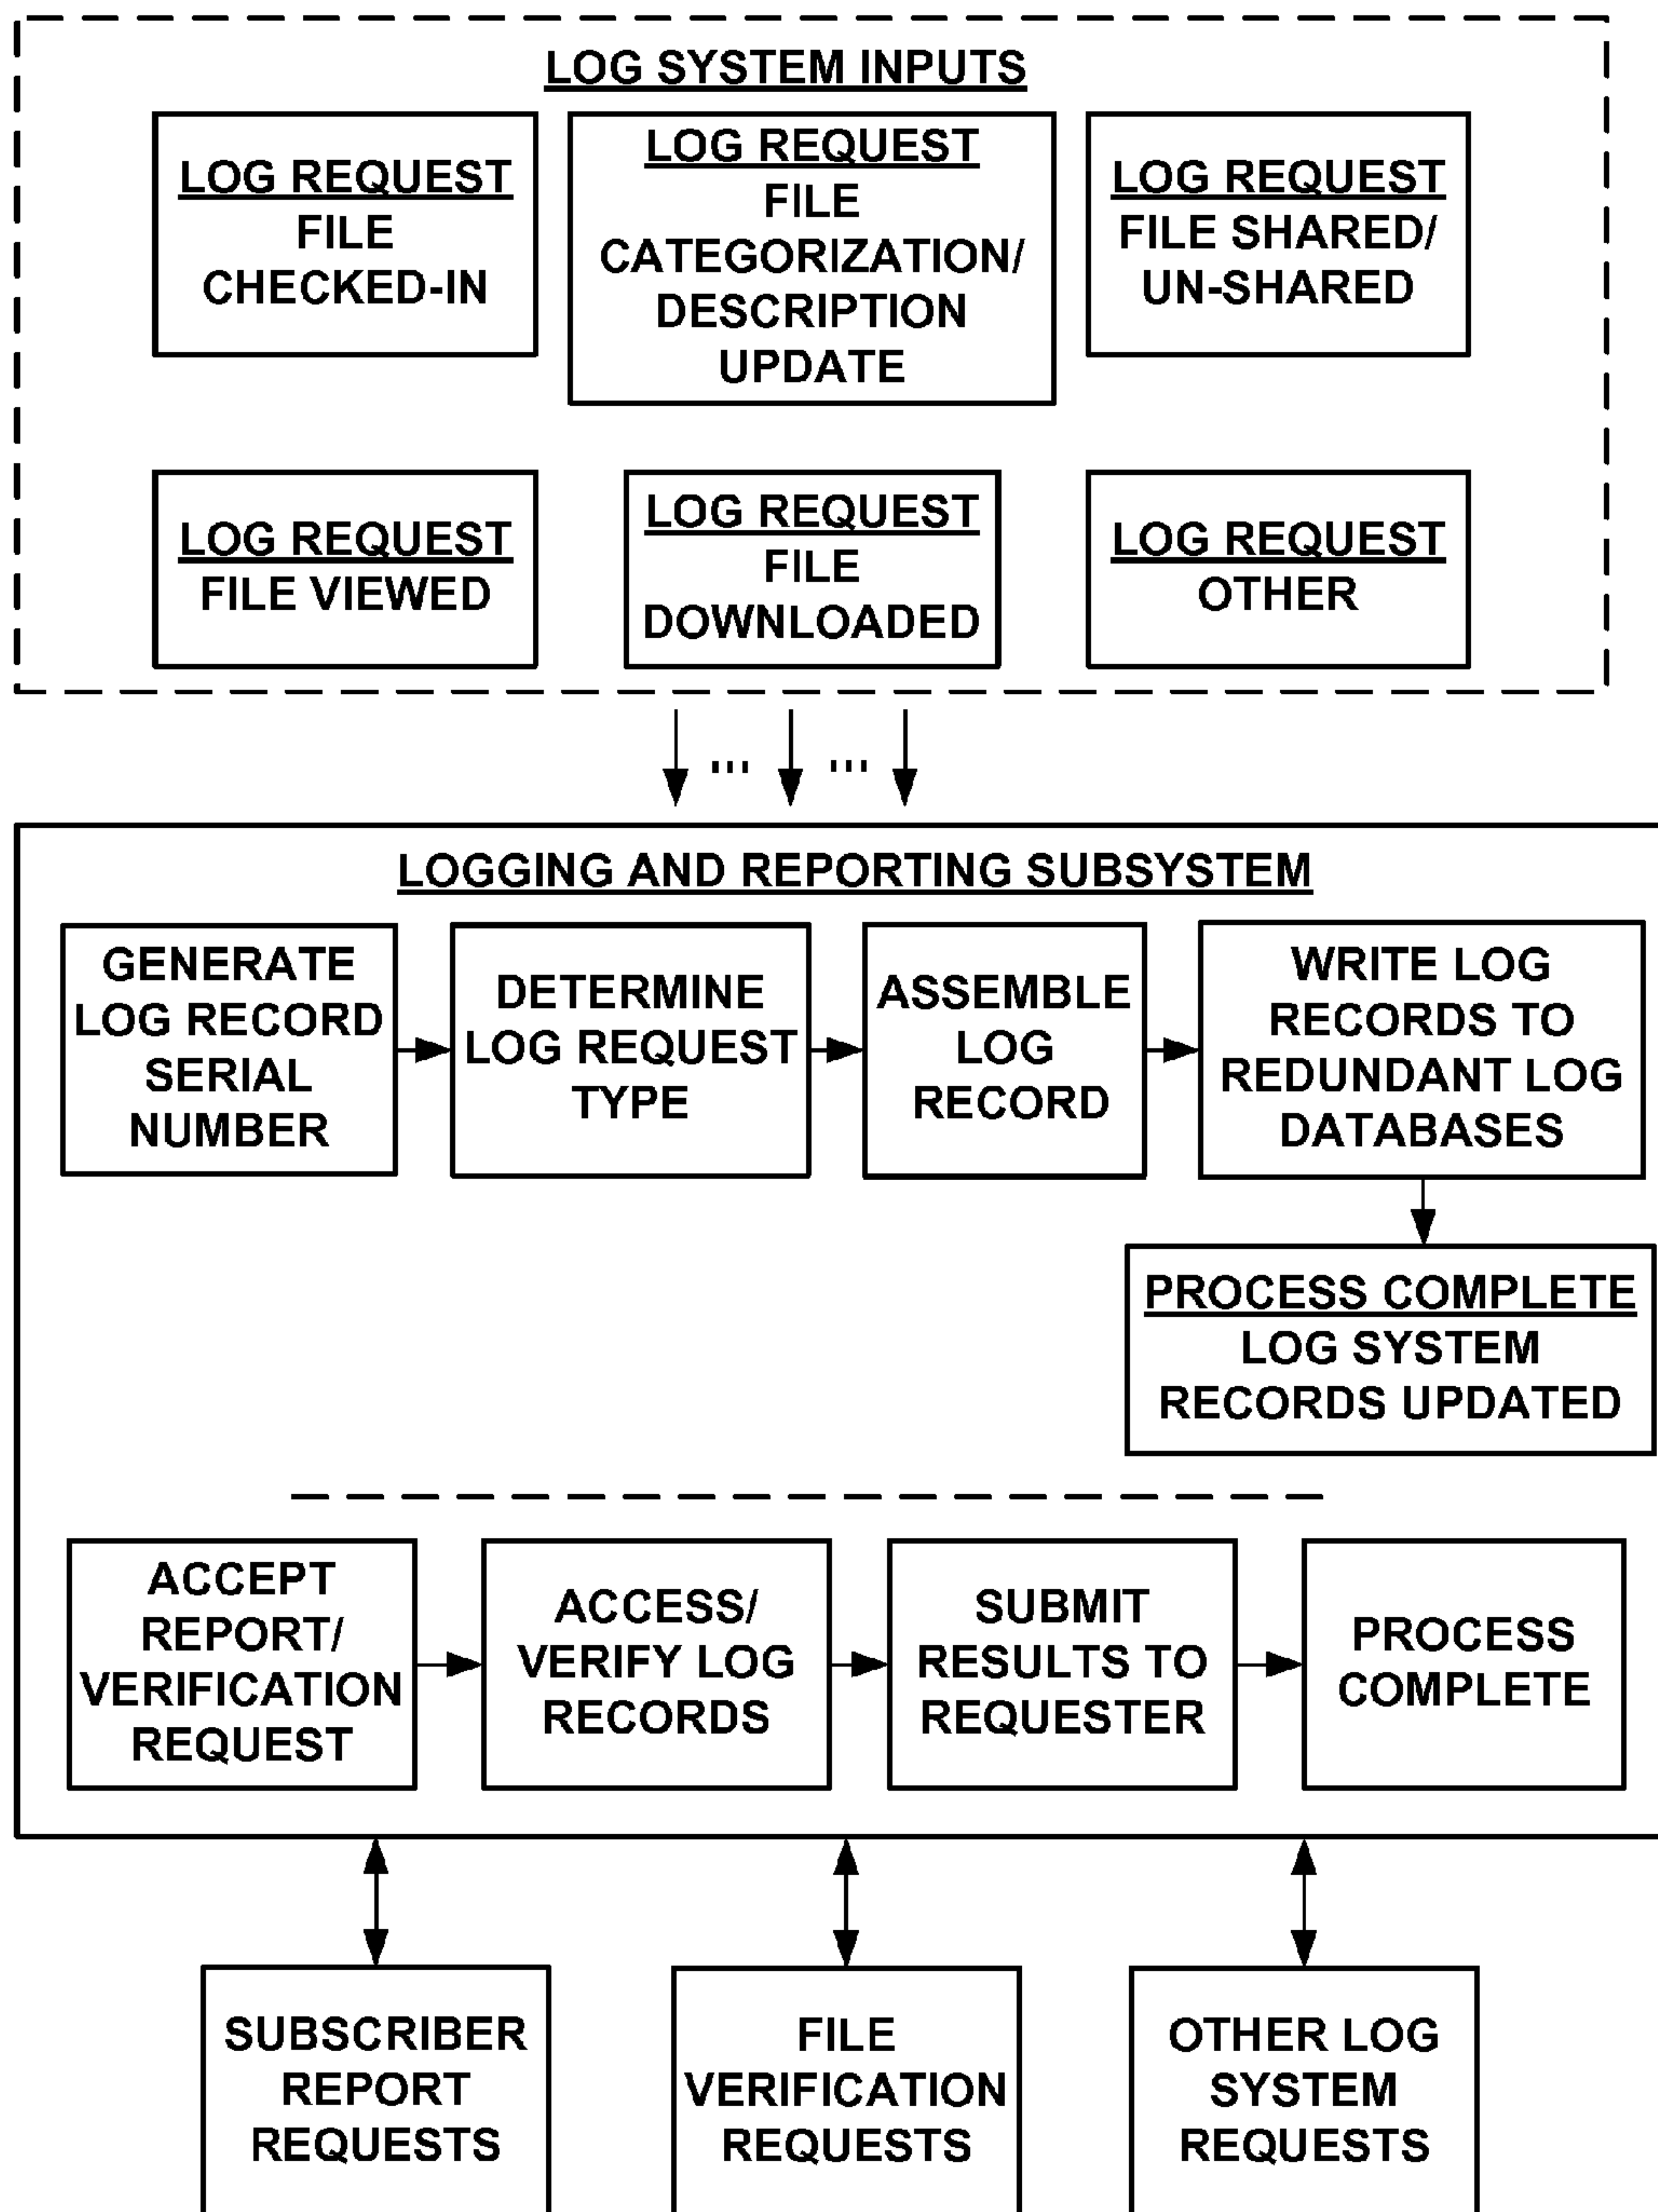 LOG SYSTEM INPUTS
LOG REQUEST
FILE
CHECKED-IN
LOG REQUEST
FILE
CATEGORIZATION/
DESCRIPTION
UPDATE
LOG REQUEST
FILE SHARED/
UN-SHARED
LOG REQUEST
FILE VIEWED
LOG REQUEST
FILE
DOWNLOADED
LOG REQUEST
OTHER
... ...
LOGGING AND REPORTING SUBSYSTEM
GENERATE
LOG RECORD
SERIAL
NUMBER
DETERMINE
LOG REQUEST
TYPE
ASSEMBLE
LOG
RECORD
WRITE LOG
RECORDS TO
REDUNDANT LOG
DATABASES
PROCESS COMPLETE
LOG SYSTEM
RECORDS UPDATED
ACCEPT
REPORT/
VERIFICATION
REQUEST
ACCESS/
VERIFY LOG
RECORDS
SUBMIT
RESULTS TO
REQUESTER
PROCESS
COMPLETE
SUBSCRIBER
REPORT
REQUESTS
FILE
VERIFICATION
REQUESTS
OTHER LOG
SYSTEM
REQUESTS